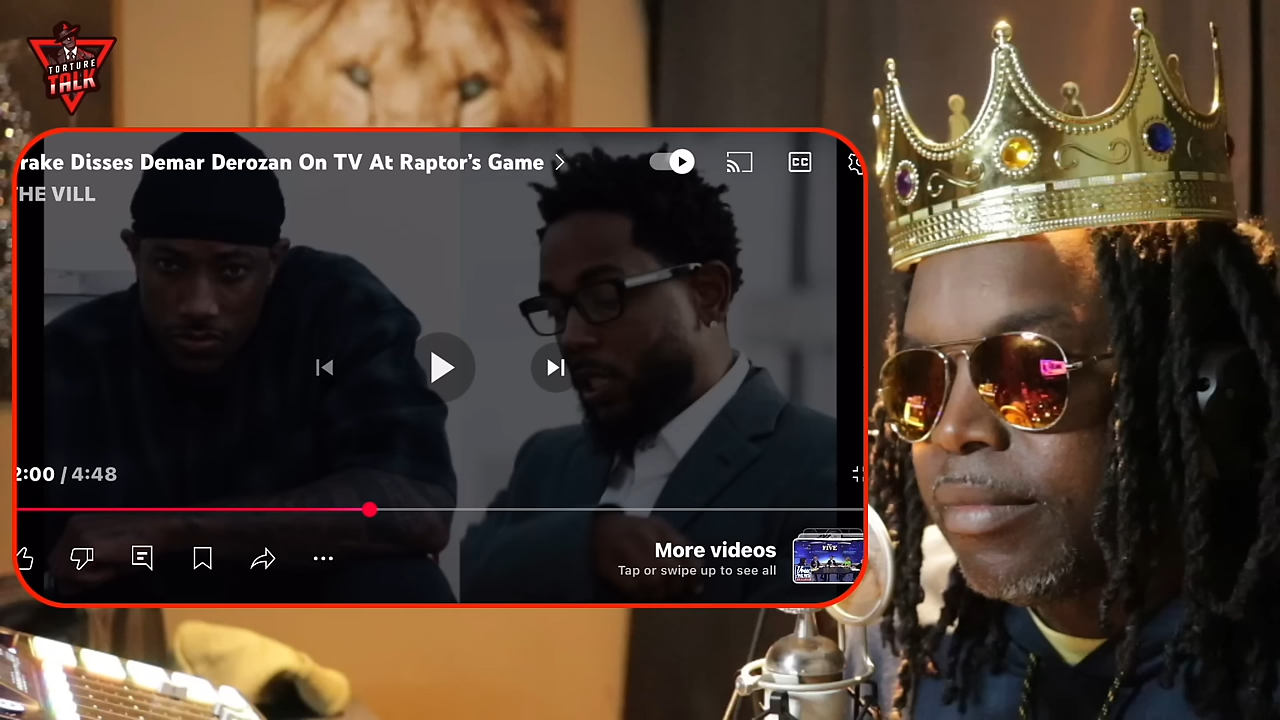 TORTURE
TALK
rake Disses Demar Derozan On TV At Raptor's Game
CC
THE VILL
2:00 / 4:48
More videos
Tap or swipe up to see all
FIVE